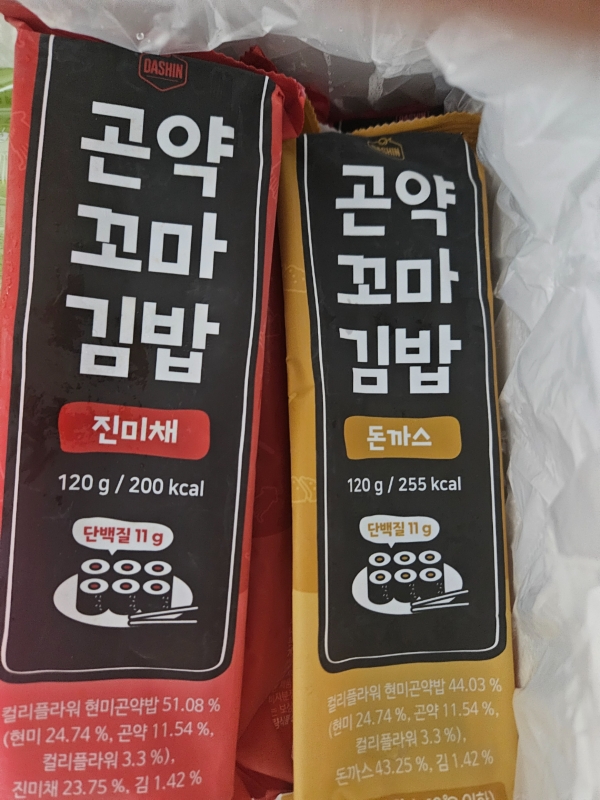 DASHIN
곤약
꼬마
김밥
진미채
120 g / 200 kcal
단백질 11 g
컬리플라워 현미곤약밥 51.08 %
(현미 24.74 %, 곤약 11.54 %,
컬리플라워 3.3 %),
진미채 23.75 %, 김 1.42 %
DASHIN
곤약
꼬마
김밥
돈까스
120 g / 255 kcal
단백질 11 g
컬리플라워 현미곤약밥 44.03 %
(현미 24.74 %, 곤약 11.54 %,
컬리플라워 3.3 %),
돈까스 43.25 %, 김 1.42 %